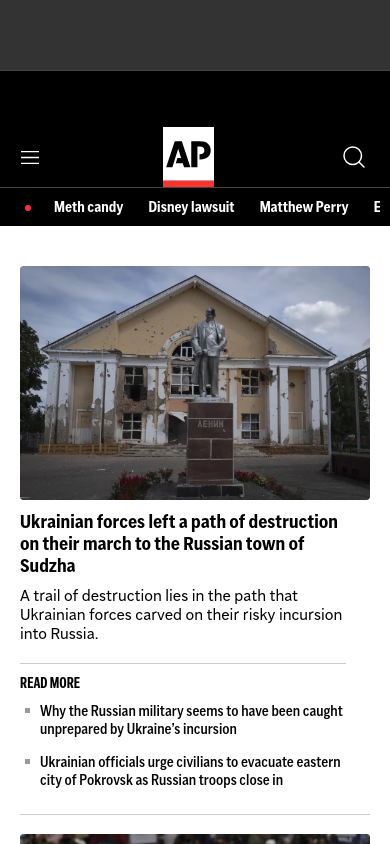 AP
Meth candy
Disney lawsuit
Matthew Perry
E
ЛЕНИН
Ukrainian forces left a path of destruction
on their march to the Russian town of
Sudzha
A trail of destruction lies in the path that
Ukrainian forces carved on their risky incursion
into Russia.
READ MORE
Why the Russian military seems to have been caught
unprepared by Ukraine's incursion
Ukrainian officials urge civilians to evacuate eastern
city of Pokrovsk as Russian troops close in